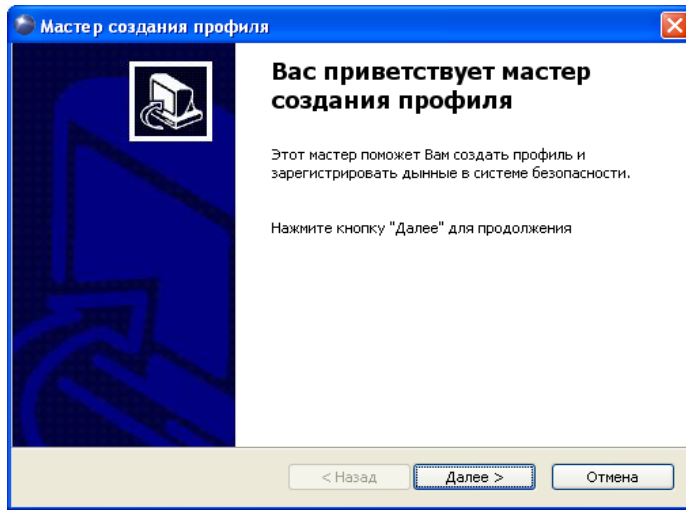 Мастер создания профиля
Вас приветствует мастер
создания профиля
Этот мастер поможет Вам создать профиль и
зарегистрировать дынные в системе безопасности.
Нажмите кнопку "Далее" для продолжения
< Назад Далее > Отмена